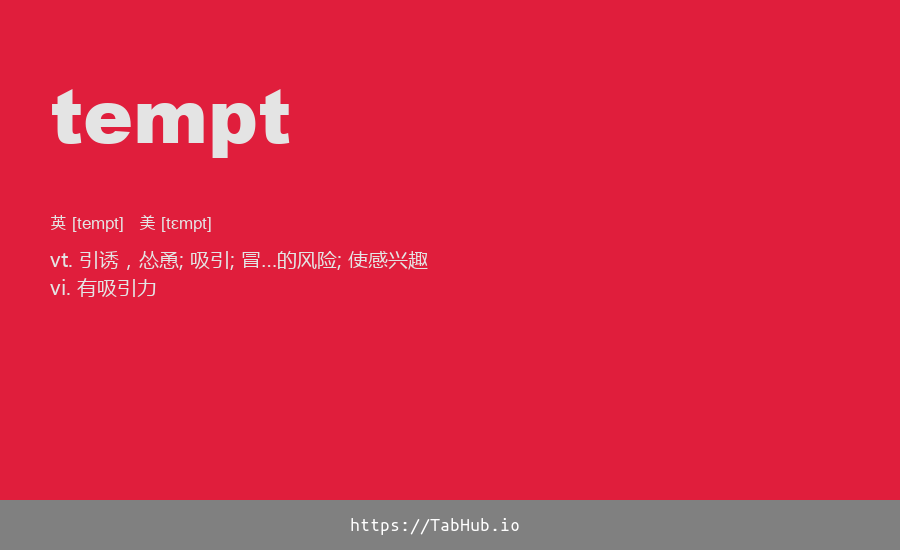 tempt
英 [tempt] 美 [tɛmpt]
vt. 引诱，怂恿; 吸引; 冒…的风险; 使感兴趣
vi. 有吸引力
https://TabHub.io